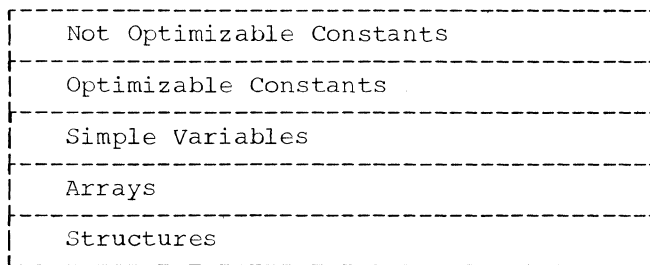 Not Optimizable Constants
Optimizable Constants
Simple Variables
Arrays
Structures